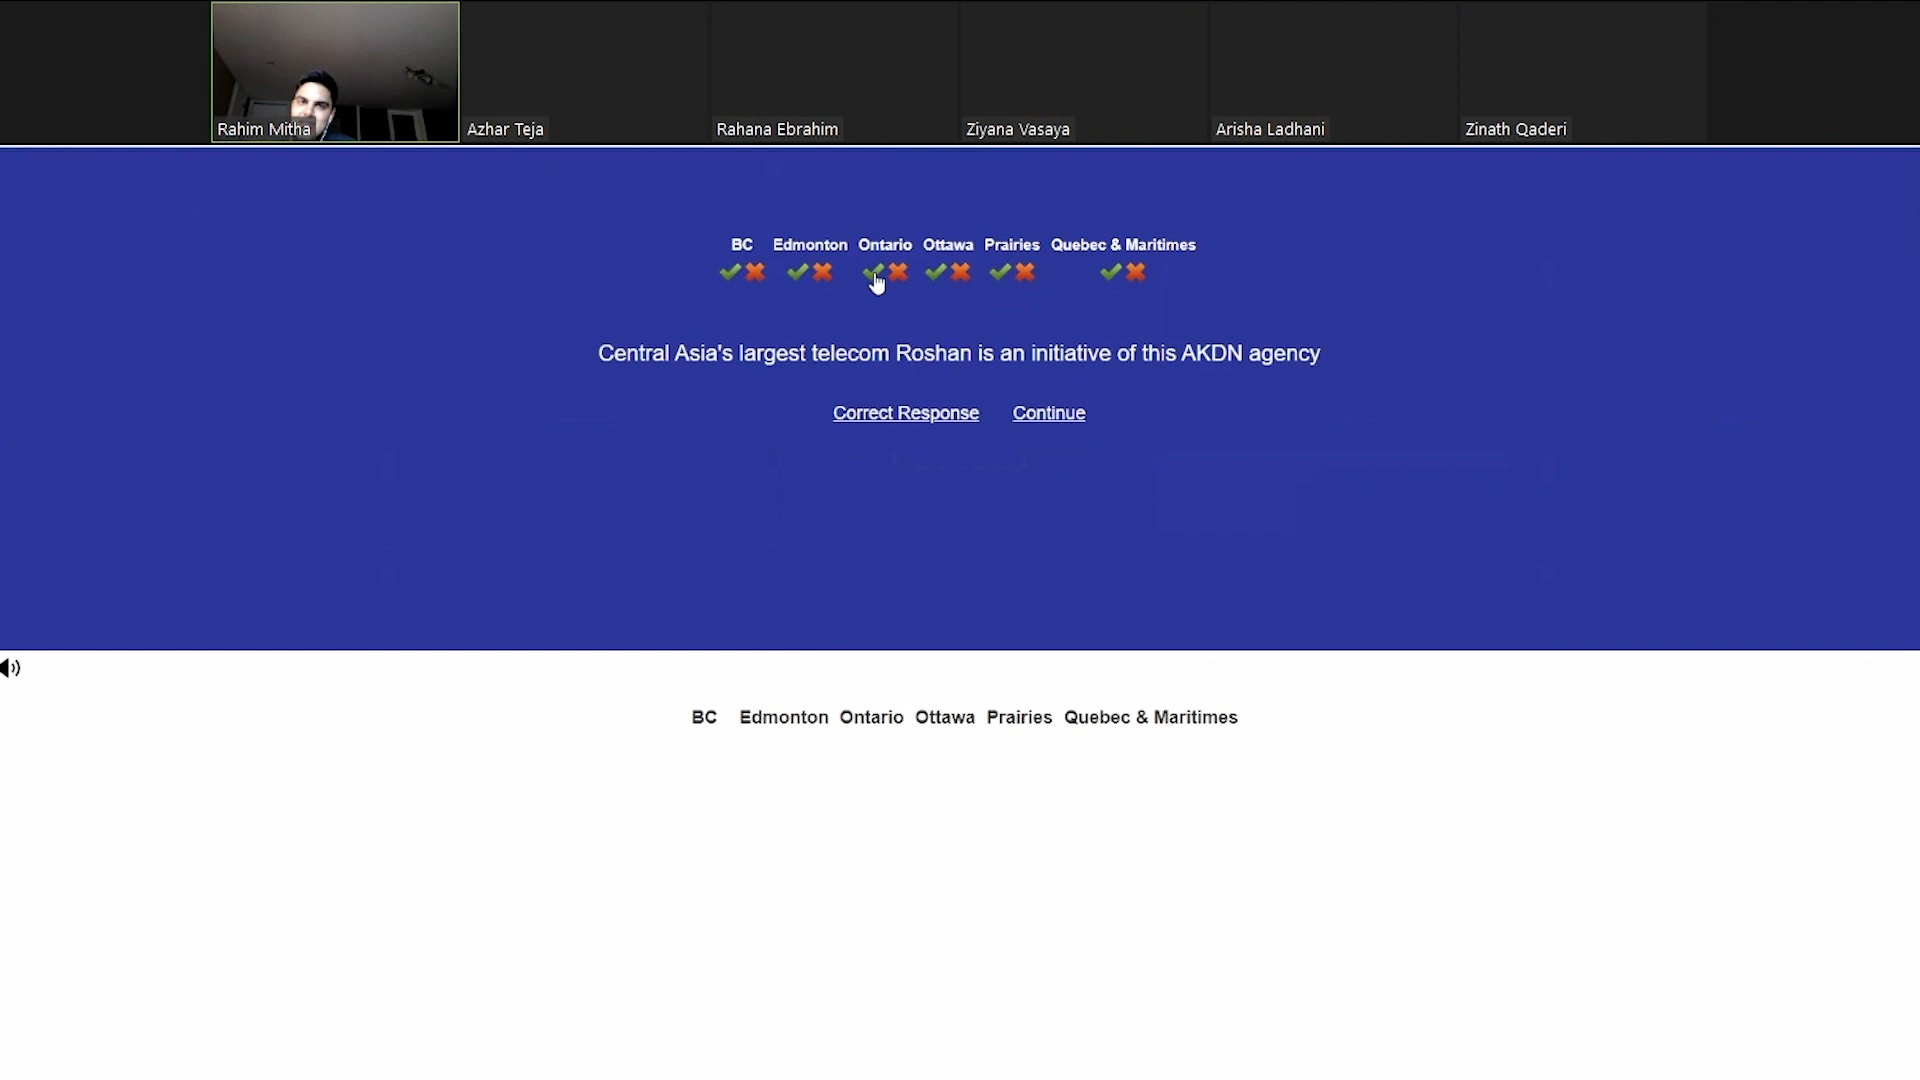 Rahim Mitha Azhar Teja Rahana Ebrahim Ziyana Vasaya Arisha Ladhani Zinath Qaderi
BC Edmonton Ontario Ottawa Prairies Quebec & Maritimes
Central Asia's largest telecom Roshan is an initiative of this AKDN agency
Correct Response Continue
BC Edmonton Ontario Ottawa Prairies Quebec & Maritimes